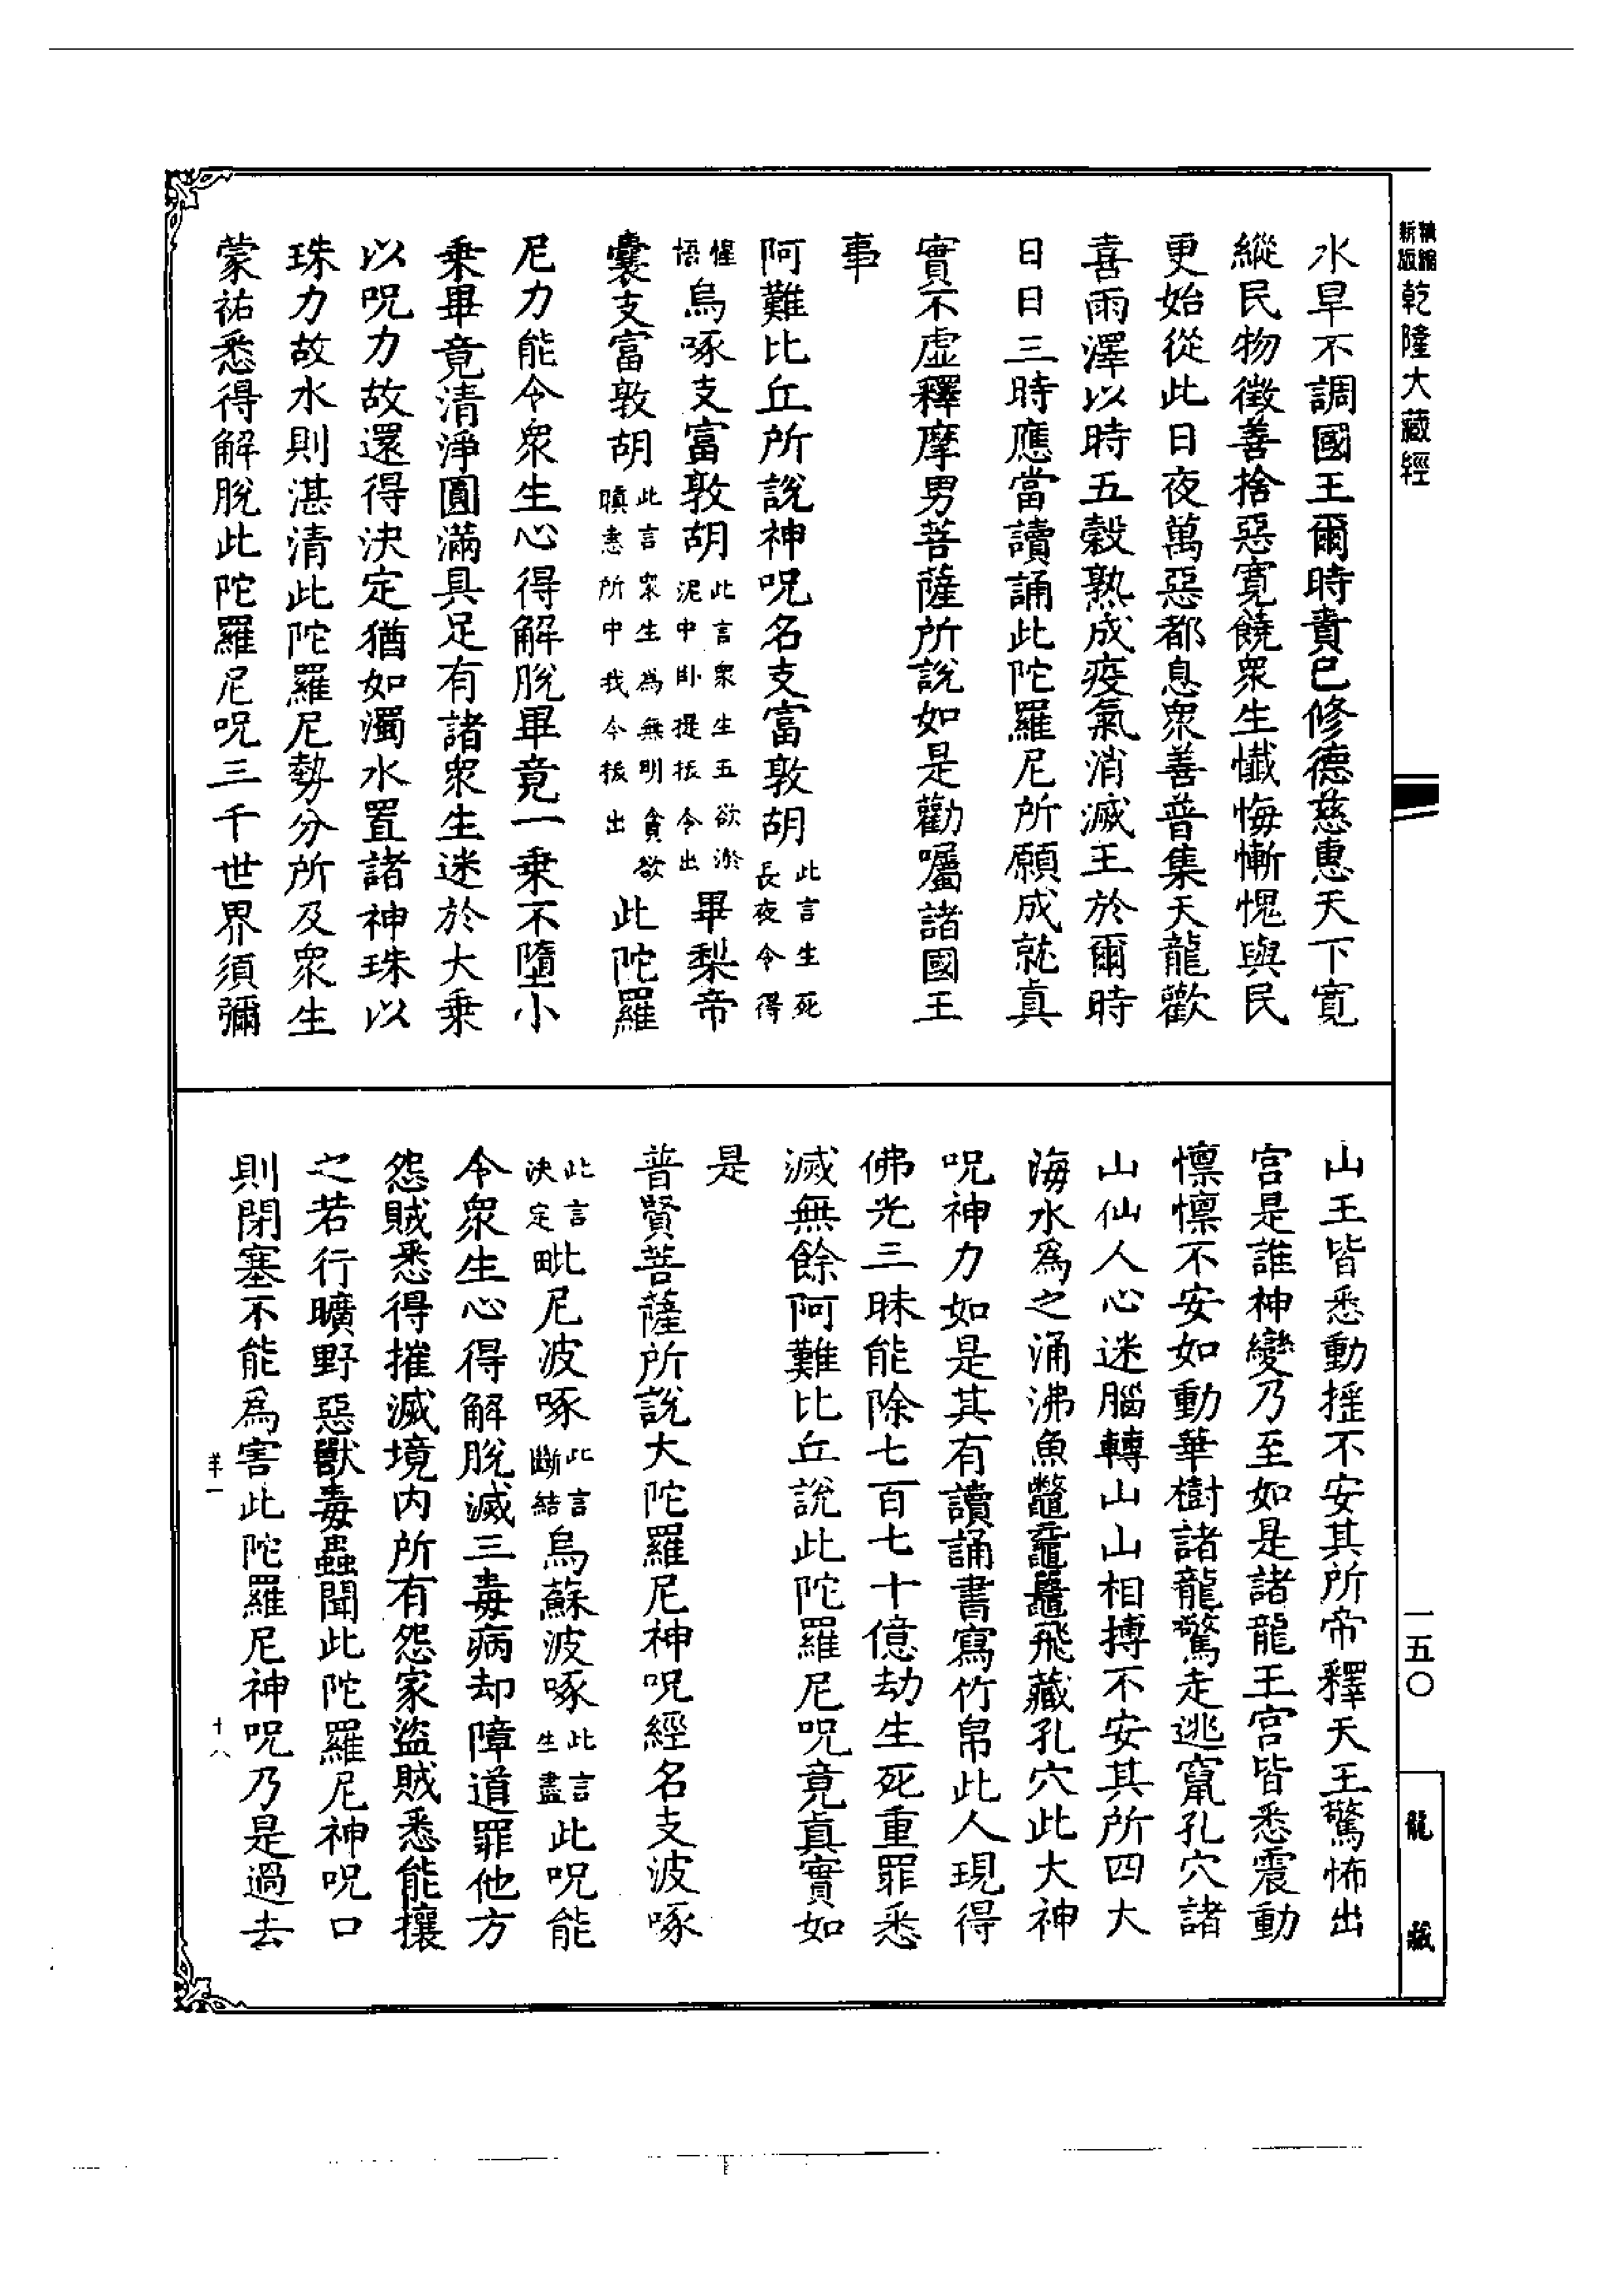 精縮新版乾隆大藏經
水旱不調國王爾時責已修德慈惠天下寬
縱民物徵善捨惡寬饒衆生懺悔慚愧與民
更始從此日夜萬惡都息衆善普集天龍歡
喜雨澤以時五穀熟成疫氣消滅王於爾時
日日三時應當讀誦此陀羅尼所願成就真
實不虛釋摩男菩薩所說如是勸囑諸國王
事
阿難比丘所說神呪名支富敦胡此言生死長夜令得
惺悟烏啄支富敦胡此言衆生五欲淤泥中卧提拔令出畢梨帝
囊支富敦胡此言衆生為無明貪欲瞋恚所中我今拔出此陀羅
尼力能令衆生心得解脫畢竟一乗不墮小
乗畢竟清淨圓滿具足有諸衆生迷於大乗
以呪力故還得決定猶如濁水置諸神珠以
珠力故水則湛清此陀羅尼勢分所及衆生
蒙祐悉得解脫此陀羅尼呪三千世界須彌
山王皆悉動搖不安其所帝釋天王驚怖出
宫是誰神變乃至如是諸龍王宫皆悉震動
懍懍不安如動華樹諸龍驚走逃竄孔穴諸
山仙人心迷腦轉山山相搏不安其所四大
海水爲之涌沸魚鼈黿鼉飛藏孔穴此大神
呪神力如是其有讀誦書寫竹帛此人現得
佛光三昧能除七百七十億劫生死重罪悉
滅無餘阿難比丘說此陀羅尼呪竟真實如
是
普賢菩薩所說大陀羅尼神呪經名支波啄
此言決定毗尼波啄此言斷結烏蘇波啄此言生盡此呪能
令衆生心得解脫滅三毒病却障道罪他方
怨賊悉得摧滅境内所有怨家盜賊悉能攘
之若行曠野惡獸毒蟲聞此陀羅尼神呪口
則閉塞不能爲害此陀羅尼神呪乃是過去
羊一
十八
一五〇
龍藏